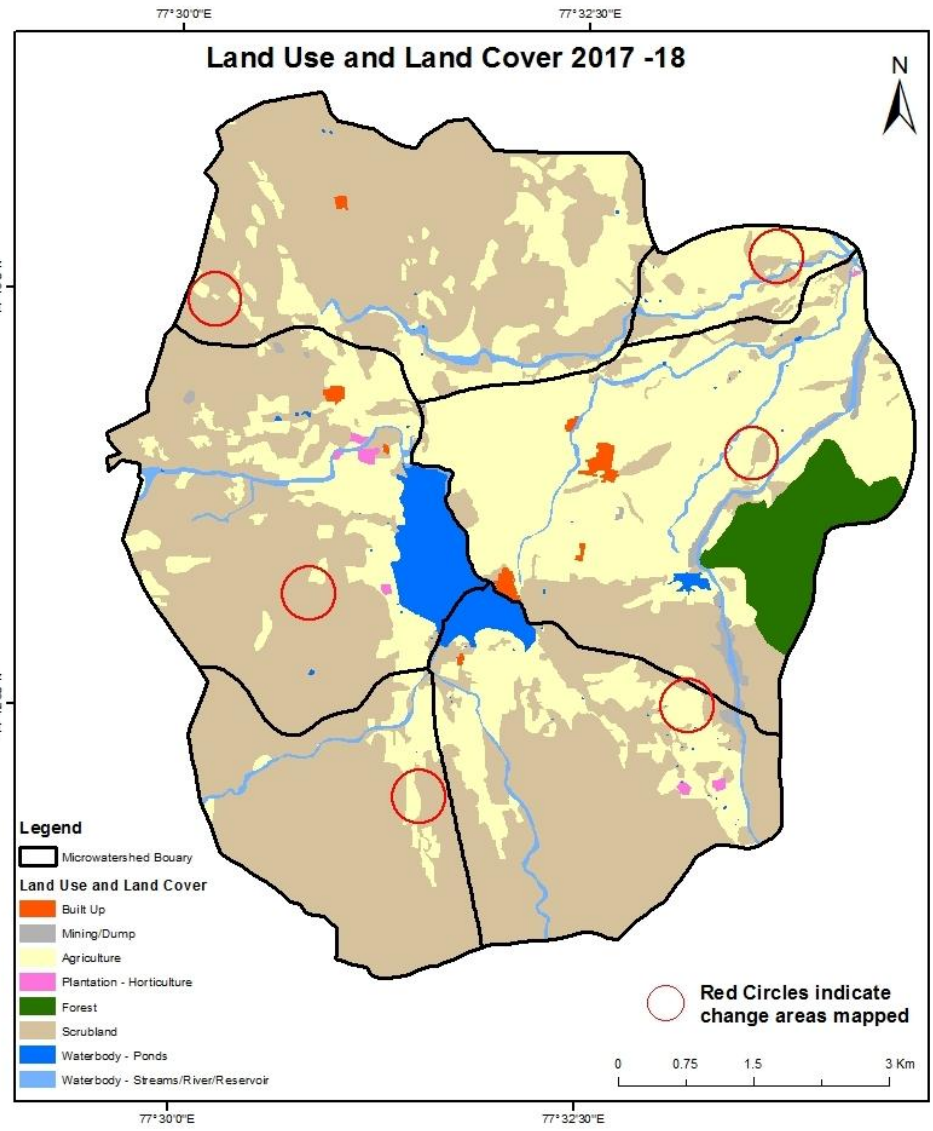 77° 30'0"E
77° 32'30"E
Land Use and Land Cover 2017 -18
N
Legend
Microwatershed Bouary
Land Use and Land Cover
Built Up
Mining/Dump
Agriculture
Plantation - Horticulture
Forest
Scrubland
Waterbody - Ponds
Waterbody - Streams/River/Reservoir
Red Circles indicate
change areas mapped
0 0.75 1.5 3 Km
77° 30'0"E
77° 32'30"E